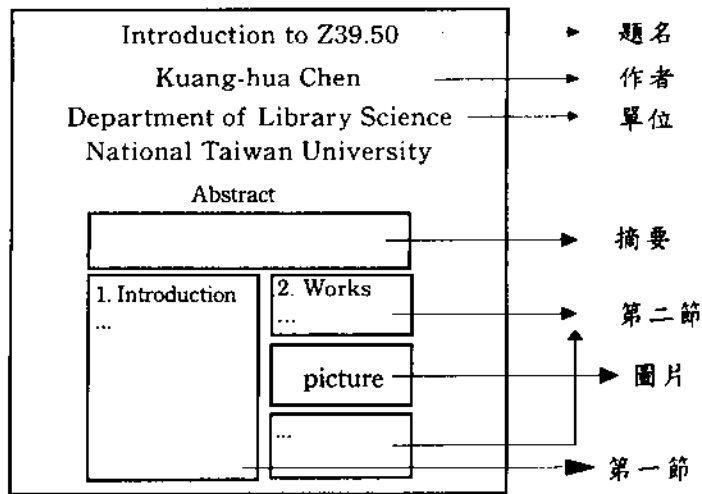 Introduction to Z39.50
題名
Kuang-hua Chen
作者
Department of Library Science
單位
National Taiwan University
Abstract
摘要
1. Introduction
...
2. Works
...
第二節
picture
圖片
...
第一節